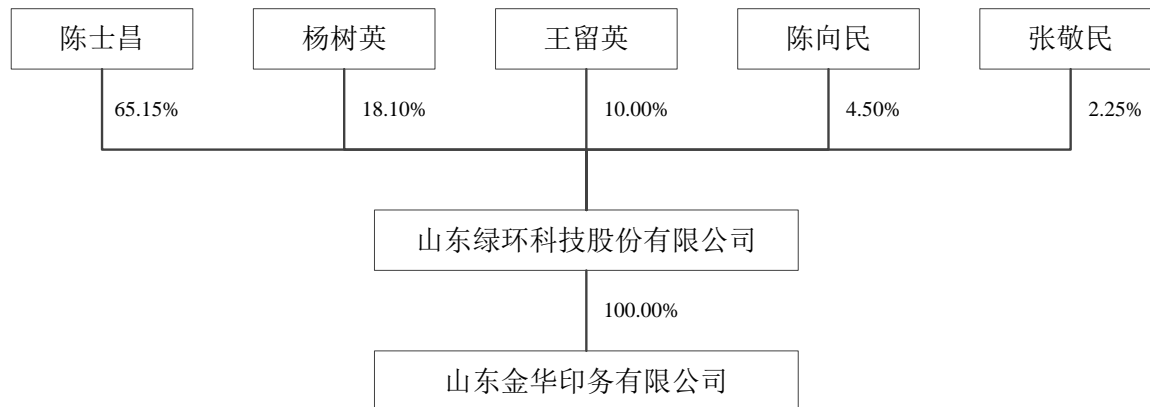 陈士昌
杨树英
王留英
陈向民
张敬民
65.15%
18.10%
10.00%
4.50%
2.25%
山东绿环科技股份有限公司
100.00%
山东金华印务有限公司